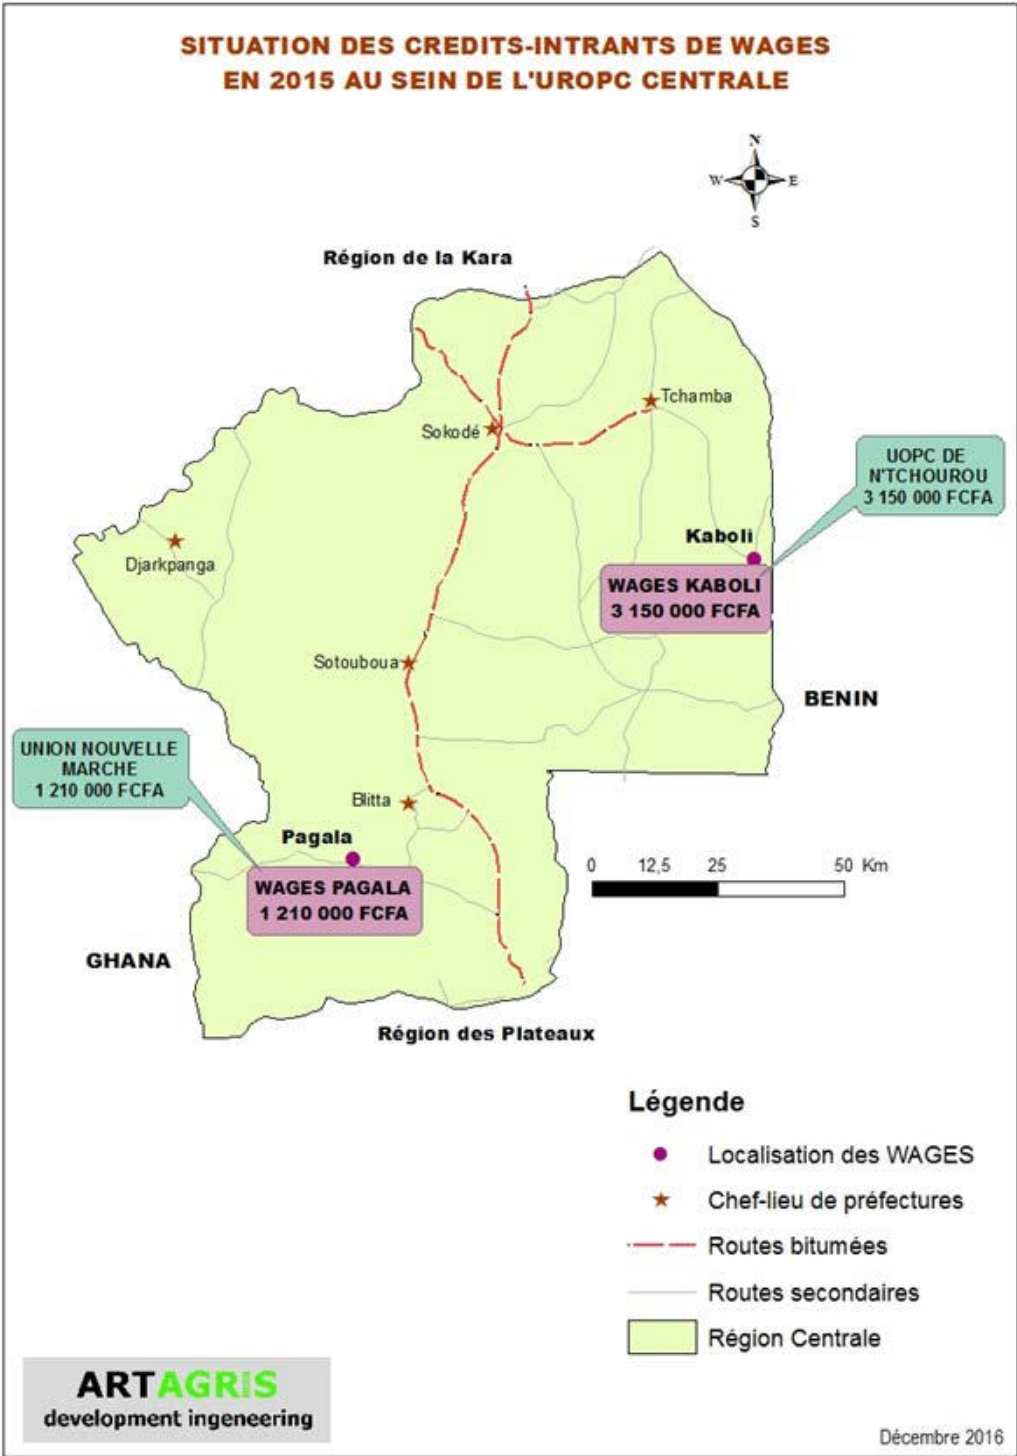 SITUATION DES CREDITS-INTRANTS DE WAGES
EN 2015 AU SEIN DE L'UROPC CENTRALE
N
W
E
S
Région de la Kara
Tchamba
Sokodé
UOPC DE
N'TCHOUROU
3 150 000 FCFA
Kaboli
Djarkpanga
WAGES KABOLI
3 150 000 FCFA
Sotouboua
BENIN
UNION NOUVELLE
MARCHE
1 210 000 FCFA
Blitta
Pagala
0 12,5 25 50 Km
WAGES PAGALA
1 210 000 FCFA
GHANA
Région des Plateaux
Légende
Localisation des WAGES
Chef-lieu de préfectures
Routes bitumées
Routes secondaires
Région Centrale
ARTAGRIS
development ingeneering
Décembre 2016